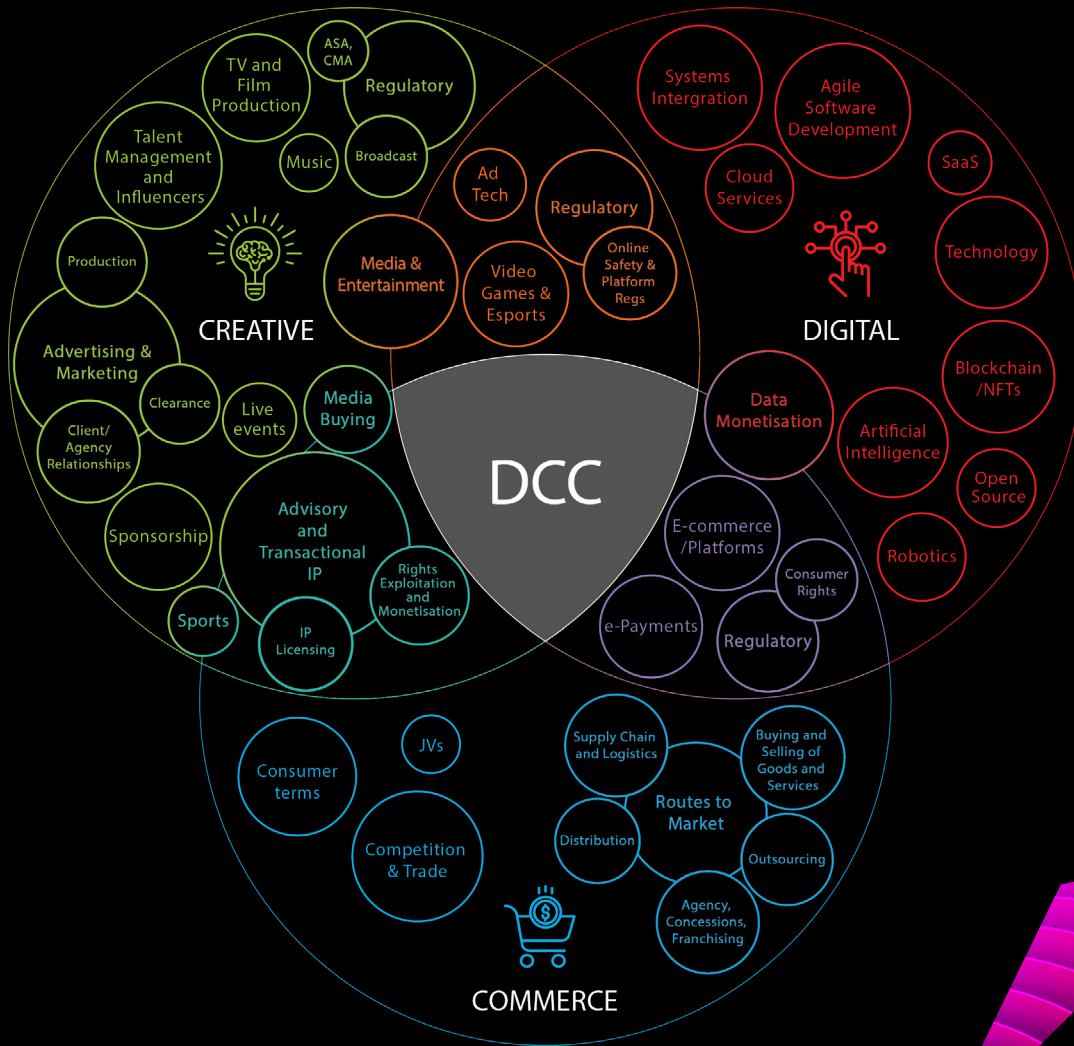 ASA,
CMA
TV and
Film
Production
Regulatory
Talent
Management
and
Influencers
Music
Broadcast
Production
CREATIVE
Advertising &
Marketing
Clearance
Client/
Agency
Relationships
Live
events
Sponsorship
Sports
Media
Buying
Advisory
and
Transactional
IP
Rights
Exploitation
and
Monetisation
IP
Licensing
Ad
Tech
Regulatory
Online
Safety &
Platform
Regs
Media &
Entertainment
Video
Games &
Esports
DCC
Systems
Intergration
Agile
Software
Development
Cloud
Services
SaaS
Technology
DIGITAL
Blockchain
/NFTs
Data
Monetisation
Artificial
Intelligence
Open
Source
Robotics
E-commerce
/Platforms
Consumer
Rights
e-Payments
Regulatory
Consumer
terms
JVs
Competition
& Trade
Supply Chain
and Logistics
Buying and
Selling of
Goods and
Services
Routes to
Market
Distribution
Outsourcing
Agency,
Concessions,
Franchising
$
COMMERCE